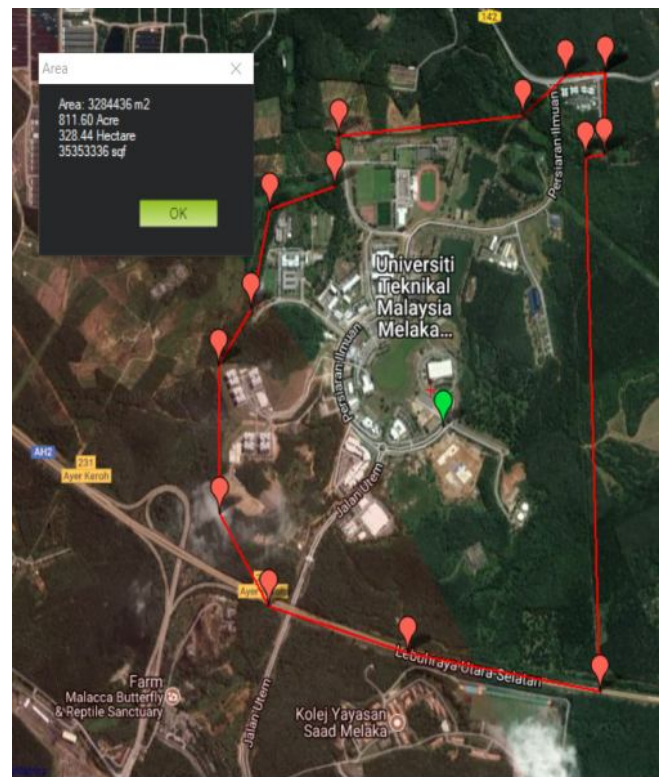 Area
Area: 3284436 m2
811.60 Acre
328.44 Hectare
35353336 sqf
OK
142
Persiaran Ilmuan
Universiti
Teknikal
Malaysia
Melaka...
Persiaran Ilmuan
AH2
231
Ayer Keroh
Jalan Utem
Lebuhraya Utara Selatan
Farm
Malacca Butterfly
& Reptile Sanctuary
Kolej Yayasan
Saad Melaka
Jalan Utem